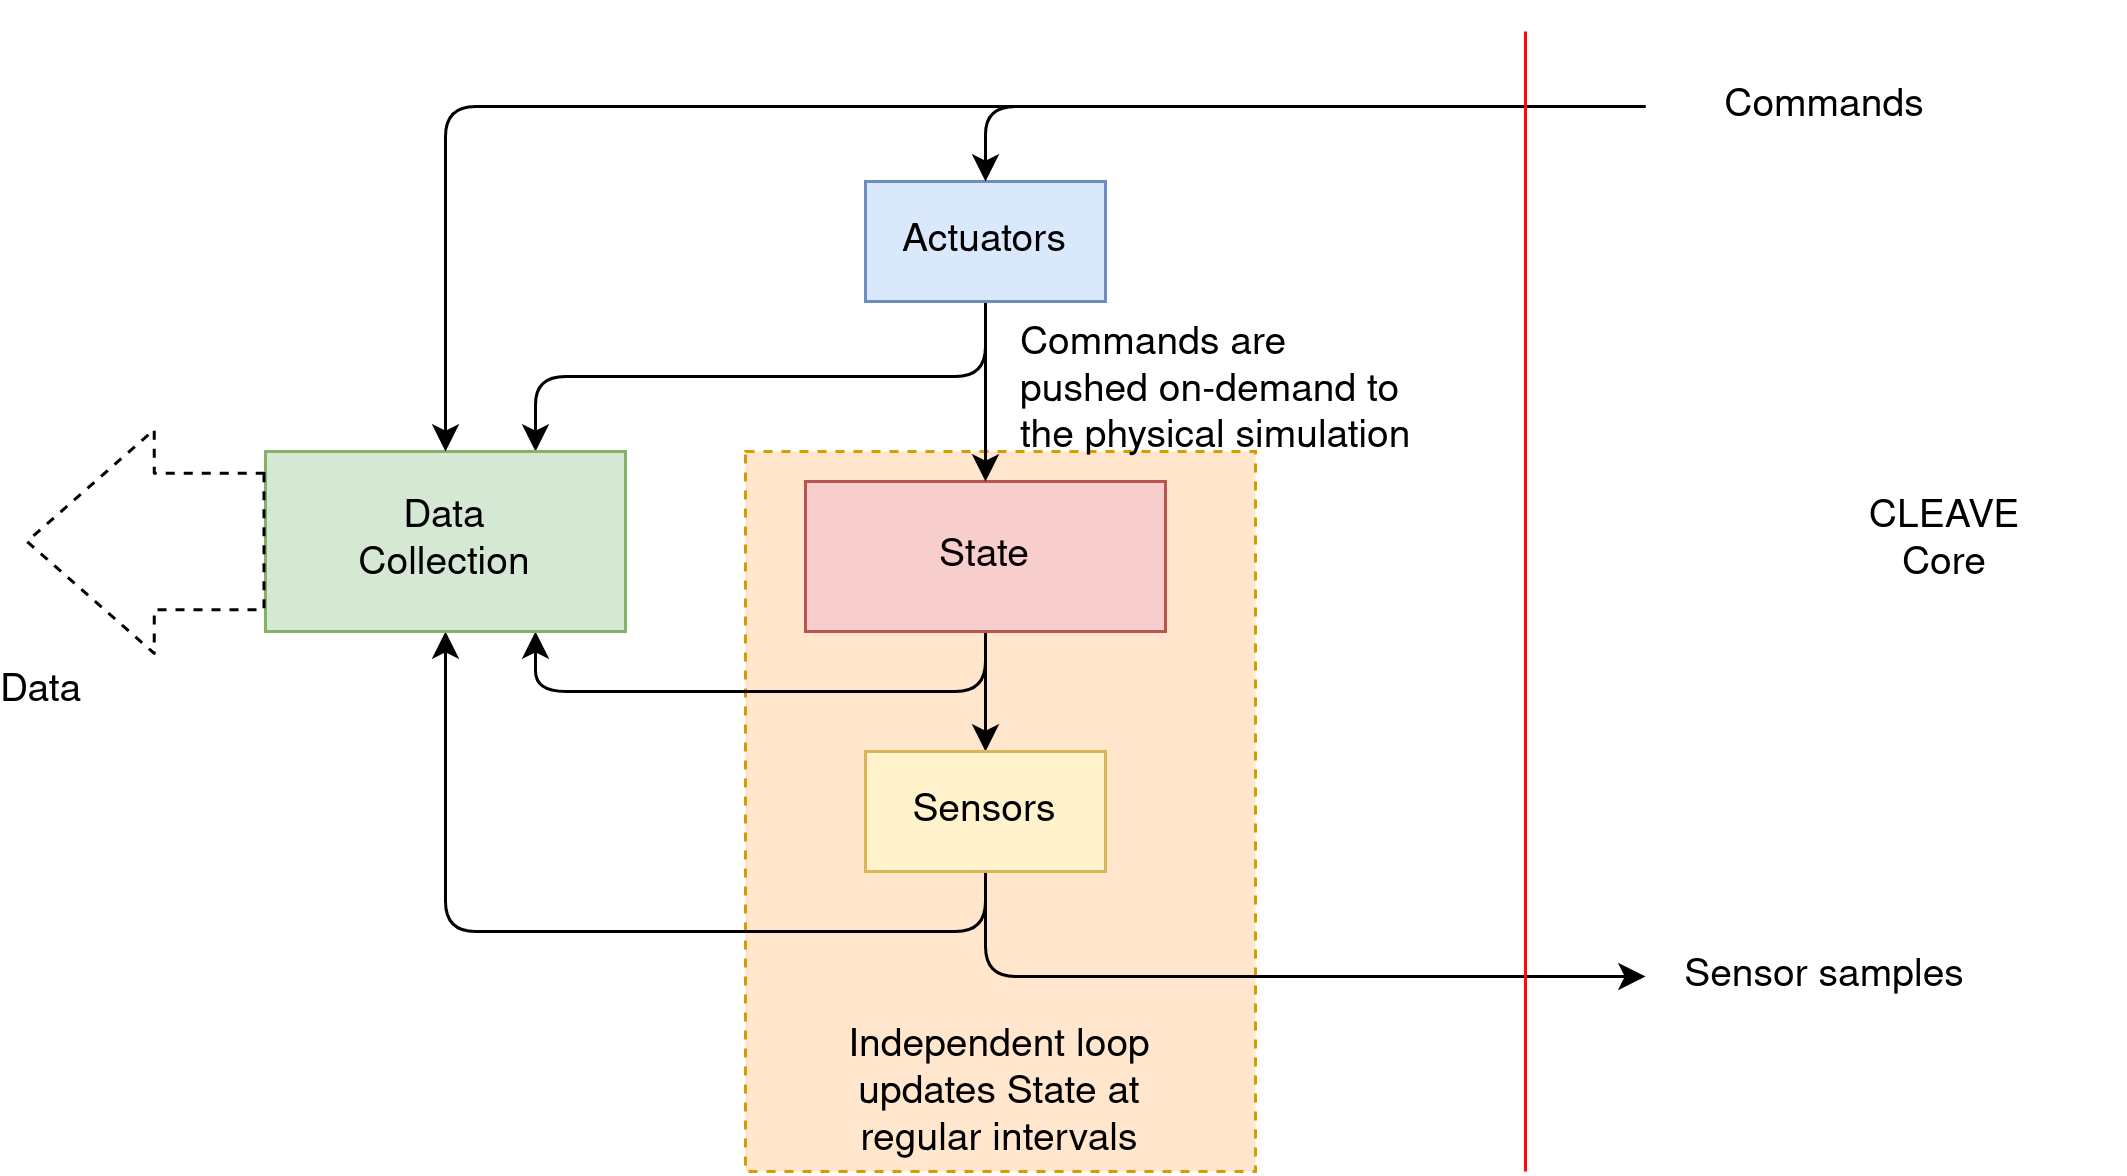 Commands
Actuators
Commands are
pushed on-demand to
the physical simulation
Data
Collection
State
CLEAVE
Core
Data
Sensors
Sensor samples
Independent loop
updates State at
regular intervals